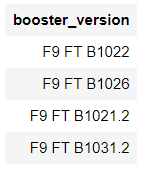 booster_version
F9 FT B1022
F9 FT B1026
F9 FT B1021.2
F9 FT B1031.2